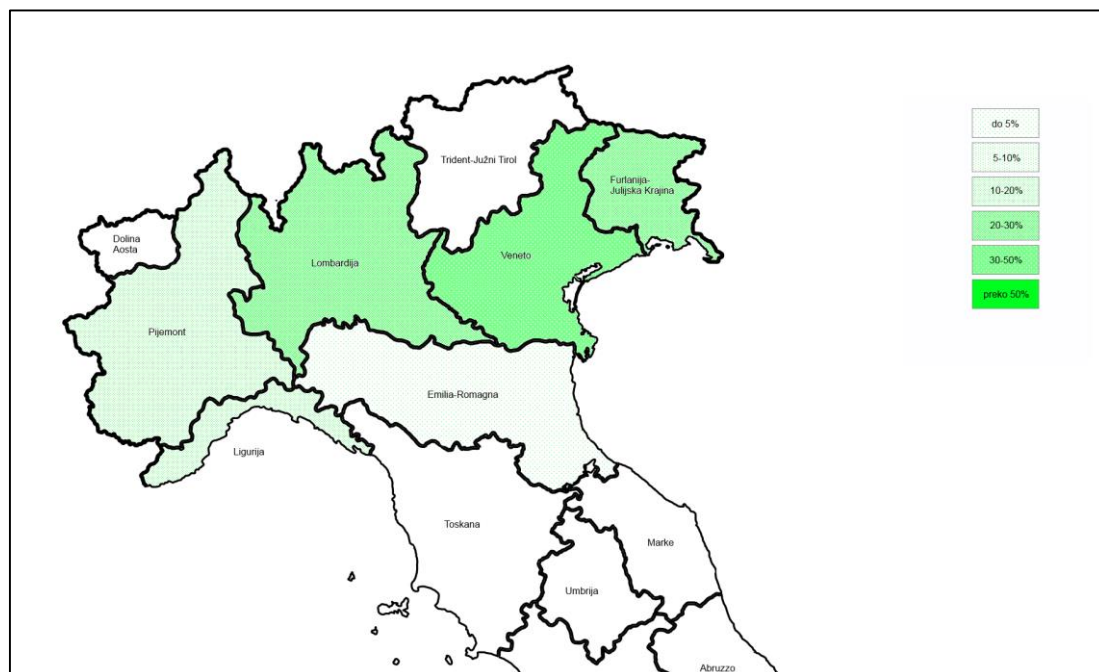 Trident-Južni Tirol
Furlanija-
Julijska Krajina
Dolina
Aosta
Lombardija
Veneto
Pijemont
Emilia-Romagna
Ligurija
Toskana
Marke
Umbrija
Abruzzo
do 5%
5-10%
10-20%
20-30%
30-50%
preko 50%